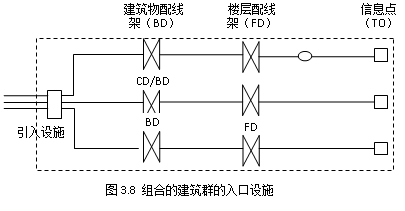 建筑物配线
架（BD）
楼层配线
架（FD）
信息点
（TO）
CD/BD
引入设施
BD
FD
图 3.8 组合的建筑群的入口设施